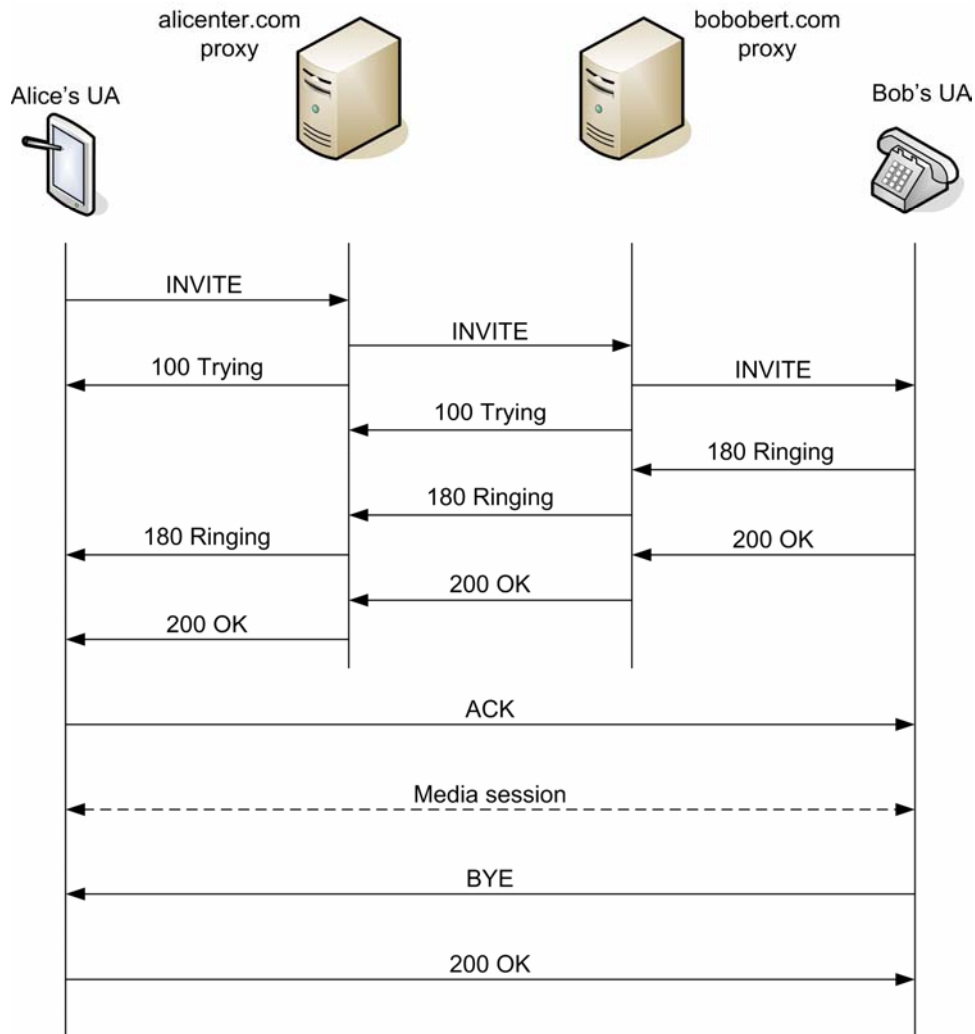 alicenter.com
proxy
bobobert.com
proxy
Alice's UA
Bob's UA
INVITE
INVITE
100 Trying
INVITE
100 Trying
180 Ringing
180 Ringing
180 Ringing
200 OK
200 OK
200 OK
ACK
Media session
BYE
200 OK